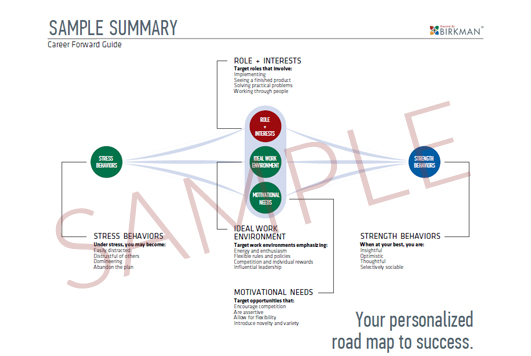 SAMPLE SUMMARY
Career Forward Guide
BIRKMAN
ROLE + INTERESTS
Target roles that involve:
Implementing
Seeing a finished product
Solving practical problems
Working through people
ROLE
+
INTERESTS
STRESS
BEHAVIORS
IDEAL WORK
ENVIRONMENT
STRENGTH
BEHAVIORS
MOTIVATIONAL
NEEDS
SAMPLE
STRESS BEHAVIORS
Under stress, you may become:
Easily distracted
Distrustful of others
Domineering
Abandon the plan
IDEAL WORK
ENVIRONMENT
Target work environments emphasizing:
Energy and enthusiasm
Flexible rules and policies
Competition and individual rewards
Influential leadership
STRENGTH BEHAVIORS
When at your best, you are:
Insightful
Optimistic
Thoughtful
Selectively sociable
MOTIVATIONAL NEEDS
Target opportunities that:
Encourage competition
Are assertive
Allow for flexibility
Introduce novelty and variety
Your personalized
road map to success.